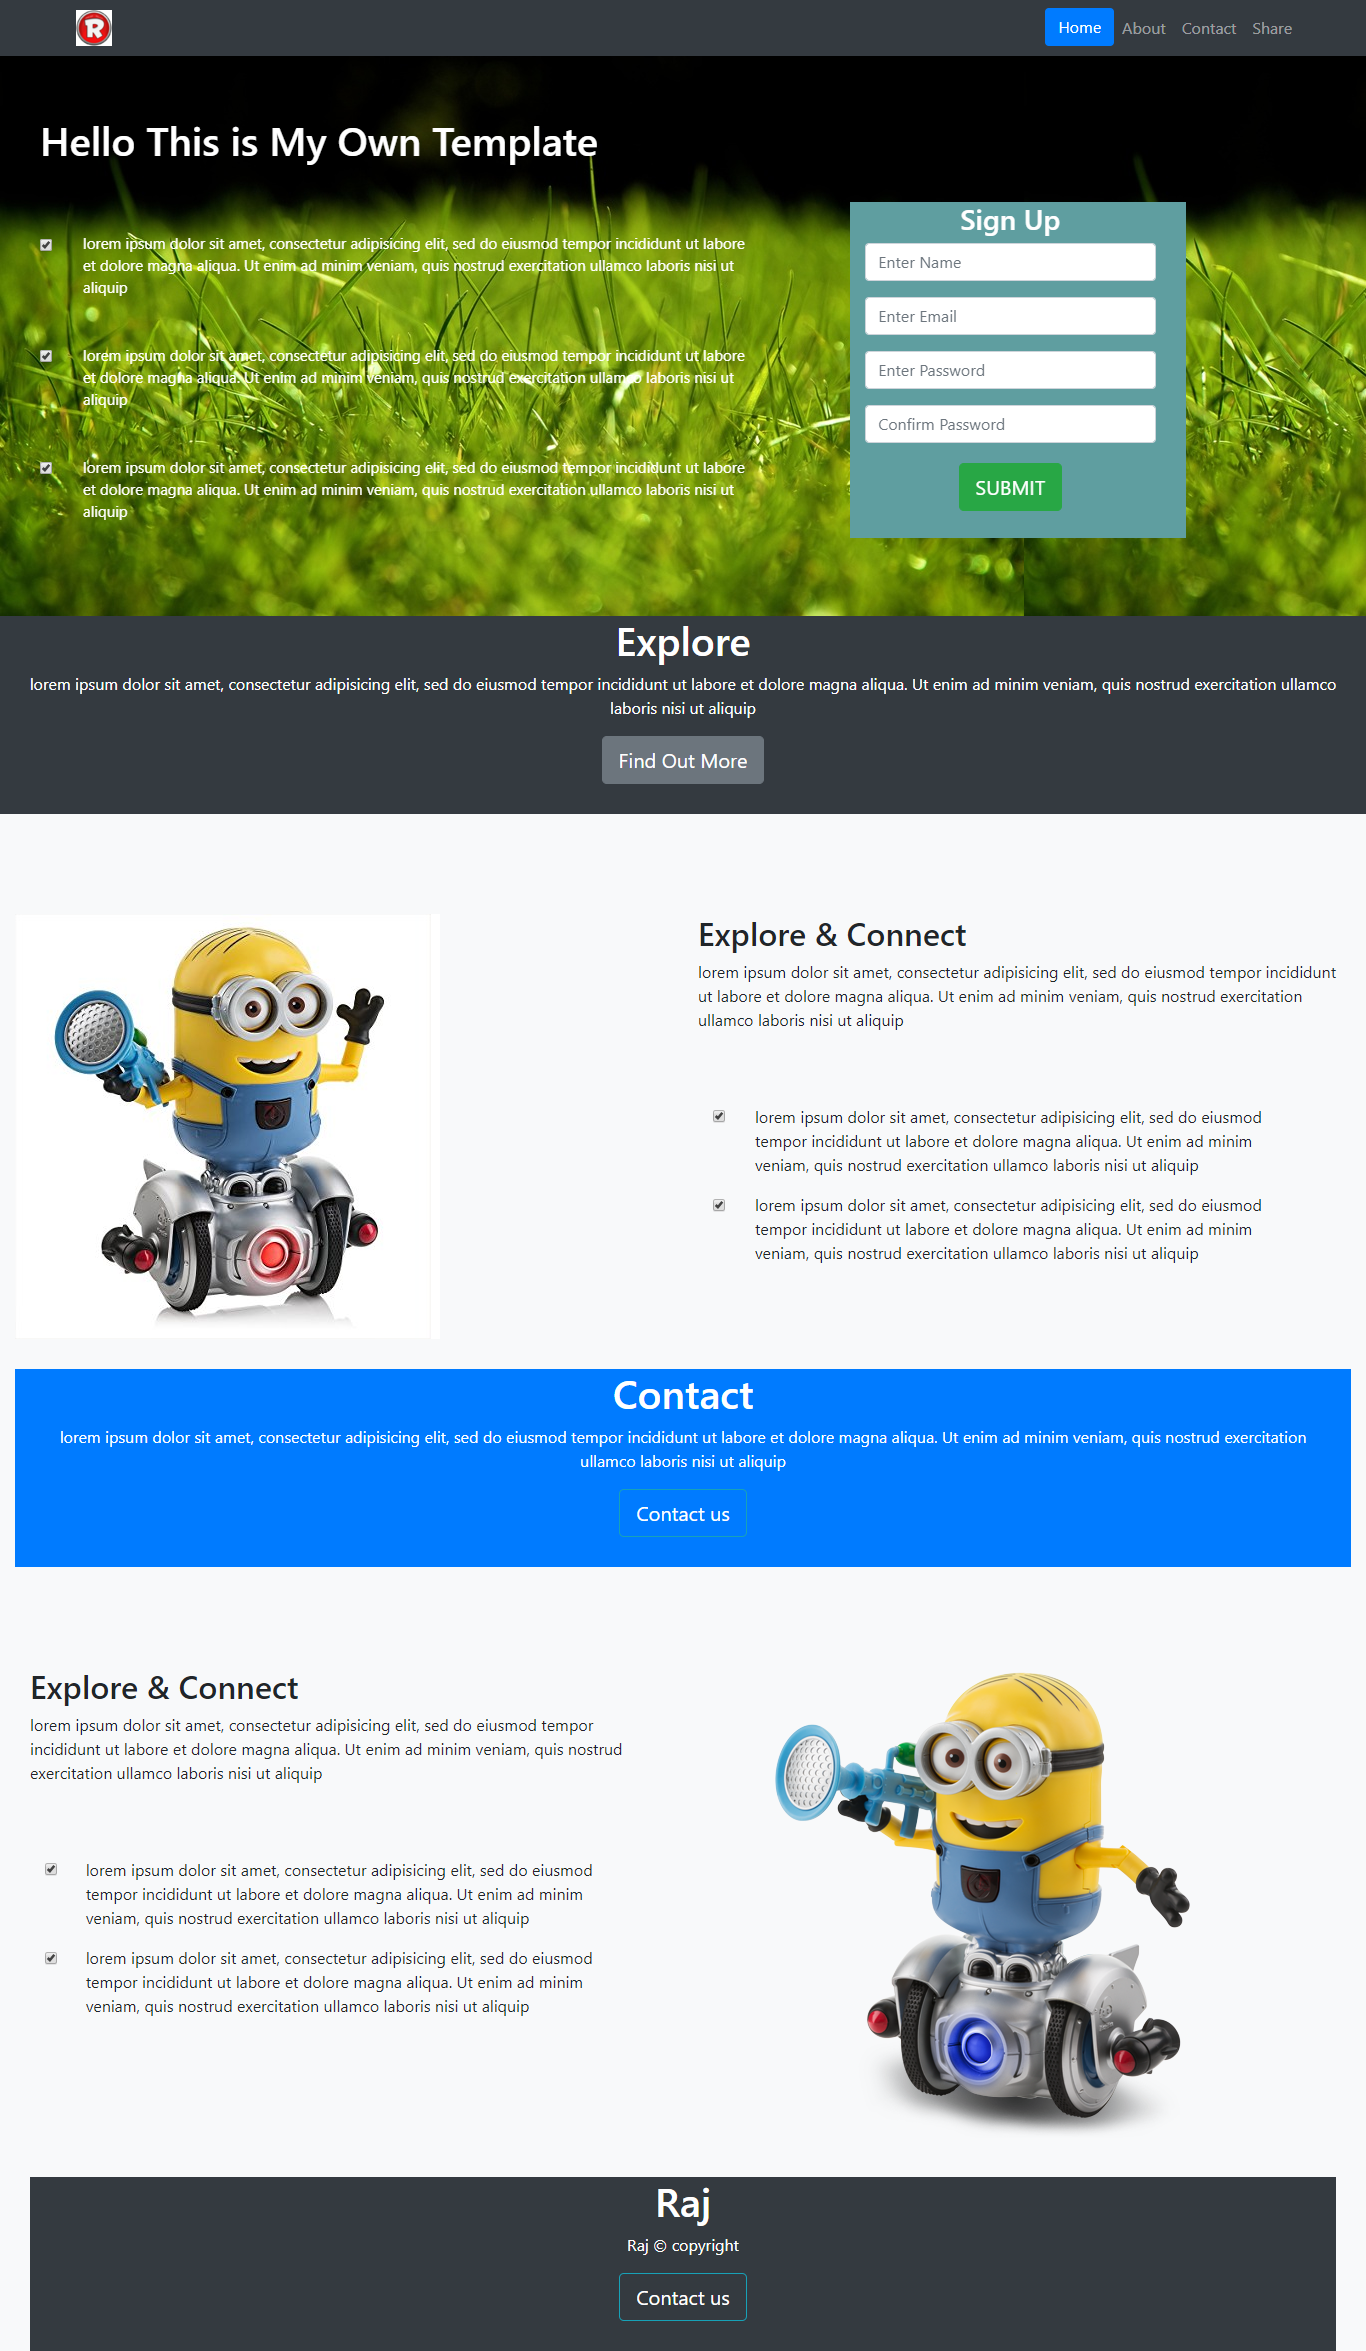 R
Home About Contact Share
Hello This is My Own Template
lorem ipsum dolor sit amet, consectetur adipisicing elit, sed do eiusmod tempor incididunt ut labore
et dolore magna aliqua. Ut enim ad minim veniam, quis nostrud exercitation ullamco laboris nisi ut
aliquip
lorem ipsum dolor sit amet, consectetur adipisicing elit, sed do eiusmod tempor incididunt ut labore
et dolore magna aliqua. Ut enim ad minim veniam, quis nostrud exercitation ullamco laboris nisi ut
aliquip
lorem ipsum dolor sit amet, consectetur adipisicing elit, sed do eiusmod tempor incididunt ut labore
et dolore magna aliqua. Ut enim ad minim veniam, quis nostrud exercitation ullamco laboris nisi ut
aliquip
Sign Up
Enter Name
Enter Email
Enter Password
Confirm Password
SUBMIT
Explore
lorem ipsum dolor sit amet, consectetur adipisicing elit, sed do eiusmod tempor incididunt ut labore et dolore magna aliqua. Ut enim ad minim veniam, quis nostrud exercitation ullamco
laboris nisi ut aliquip
Find Out More
Explore & Connect
lorem ipsum dolor sit amet, consectetur adipisicing elit, sed do eiusmod tempor incididunt
ut labore et dolore magna aliqua. Ut enim ad minim veniam, quis nostrud exercitation
ullamco laboris nisi ut aliquip
lorem ipsum dolor sit amet, consectetur adipisicing elit, sed do eiusmod
tempor incididunt ut labore et dolore magna aliqua. Ut enim ad minim
veniam, quis nostrud exercitation ullamco laboris nisi ut aliquip
lorem ipsum dolor sit amet, consectetur adipisicing elit, sed do eiusmod
tempor incididunt ut labore et dolore magna aliqua. Ut enim ad minim
veniam, quis nostrud exercitation ullamco laboris nisi ut aliquip
Contact
lorem ipsum dolor sit amet, consectetur adipisicing elit, sed do eiusmod tempor incididunt ut labore et dolore magna aliqua. Ut enim ad minim veniam, quis nostrud exercitation
ullamco laboris nisi ut aliquip
Contact us
Explore & Connect
lorem ipsum dolor sit amet, consectetur adipisicing elit, sed do eiusmod tempor
incididunt ut labore et dolore magna aliqua. Ut enim ad minim veniam, quis nostrud
exercitation ullamco laboris nisi ut aliquip
lorem ipsum dolor sit amet, consectetur adipisicing elit, sed do eiusmod
tempor incididunt ut labore et dolore magna aliqua. Ut enim ad minim
veniam, quis nostrud exercitation ullamco laboris nisi ut aliquip
lorem ipsum dolor sit amet, consectetur adipisicing elit, sed do eiusmod
tempor incididunt ut labore et dolore magna aliqua. Ut enim ad minim
veniam, quis nostrud exercitation ullamco laboris nisi ut aliquip
Raj
Raj © copyright
Contact us